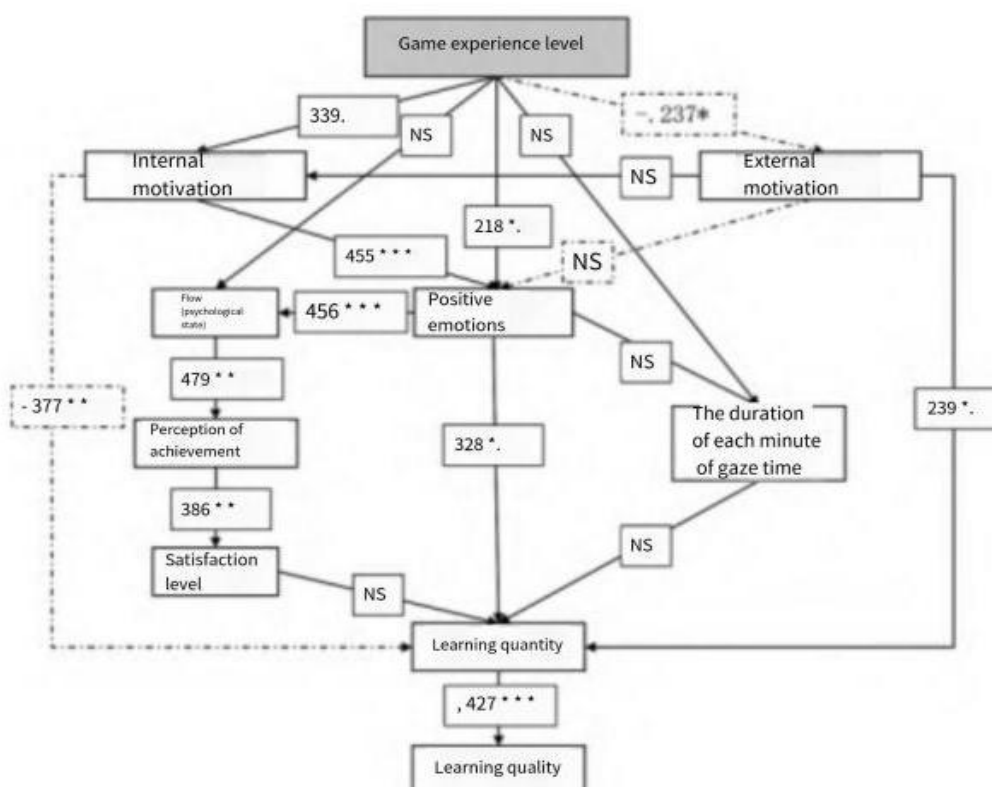 Game experience level
339.
NS
NS
-. 237*
Internal
motivation
NS
External
motivation
218 *.
455 * * *
NS
Flow
(psychological
state)
456 * * *
Positive
emotions
NS
479 * *
- 377 * *
239 *.
Perception of
achievement
328 *.
The duration
of each minute
of gaze time
386 * *
NS
Satisfaction
level
NS
Learning quantity
, 427 * * *
Learning quality